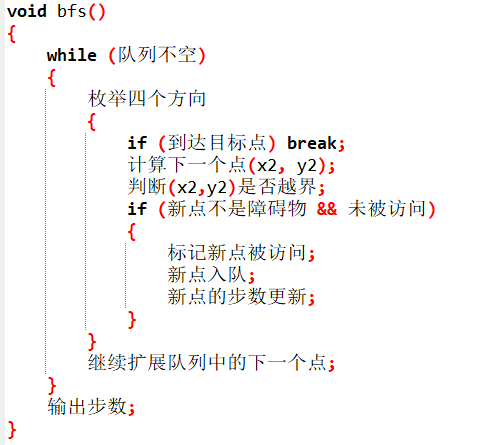 void bfs()
{
while (队列不空)
{
枚举四个方向
{
if (到达目标点) break;
计算下一个点(x2, y2);
判断(x2,y2)是否越界;
if (新点不是障碍物 && 未被访问)
{
标记新点被访问;
新点入队;
新点的步数更新;
}
}
继续扩展队列中的下一个点;
}
输出步数;
}